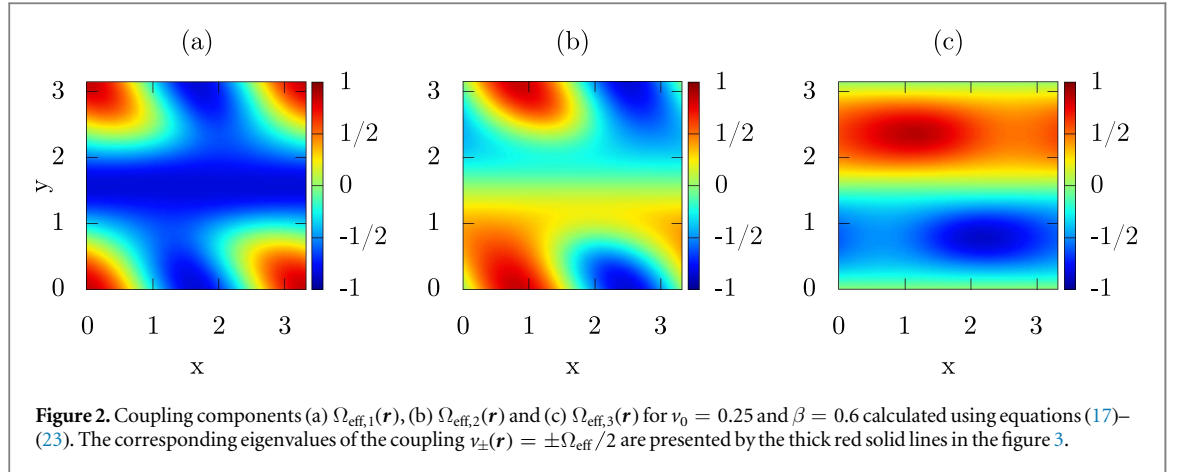 (a) (b) (c)
3 1 3 1 3 1
1/2 1/2 1/2
2 2 2
y 0 0 0
1 1 1
-1/2 -1/2 -1/2
0 -1 0 -1 0 -1
0 1 2 3 0 1 2 3 0 1 2 3
x x x
Figure 2. Coupling components (a) Ωeff,1(r), (b) Ωeff,2(r) and (c) Ωeff,3(r) for ν0 = 0.25 and β = 0.6 calculated using equations (17)–
(23). The corresponding eigenvalues of the coupling ν±(r) = ±Ωeff/2 are presented by the thick red solid lines in the figure 3.